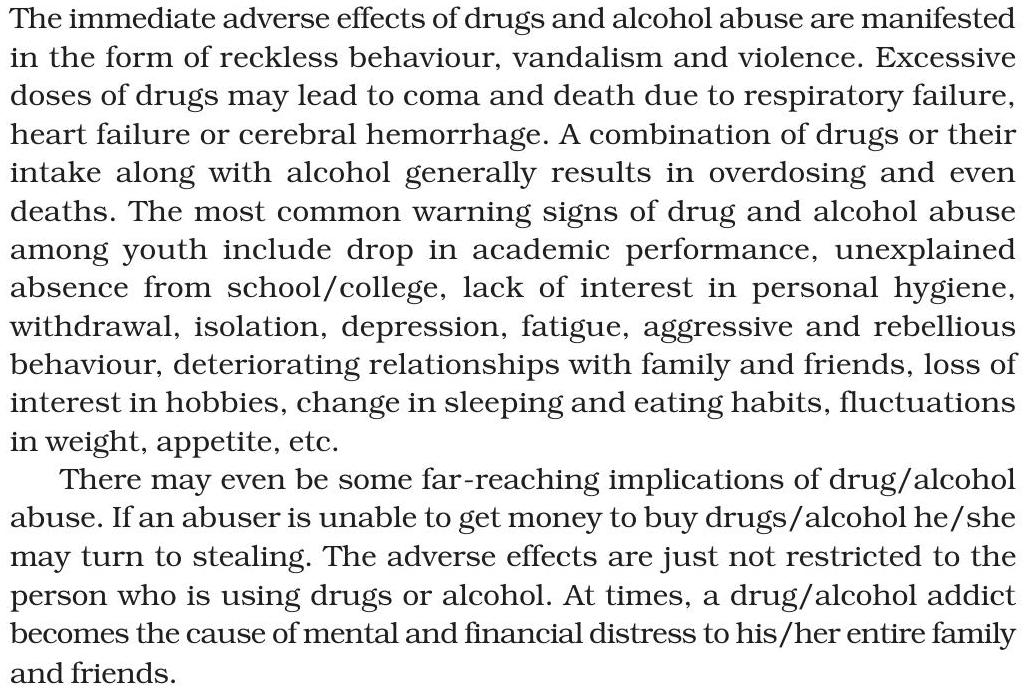 The immediate adverse effects of drugs and alcohol abuse are manifested
in the form of reckless behaviour, vandalism and violence. Excessive
doses of drugs may lead to coma and death due to respiratory failure,
heart failure or cerebral hemorrhage. A combination of drugs or their
intake along with alcohol generally results in overdosing and even
deaths. The most common warning signs of drug and alcohol abuse
among youth include drop in academic performance, unexplained
absence from school/college, lack of interest in personal hygiene,
withdrawal, isolation, depression, fatigue, aggressive and rebellious
behaviour, deteriorating relationships with family and friends, loss of
interest in hobbies, change in sleeping and eating habits, fluctuations
in weight, appetite, etc.
There may even be some far-reaching implications of drug/alcohol
abuse. If an abuser is unable to get money to buy drugs/alcohol he/she
may turn to stealing. The adverse effects are just not restricted to the
person who is using drugs or alcohol. At times, a drug/alcohol addict
becomes the cause of mental and financial distress to his/her entire family
and friends.